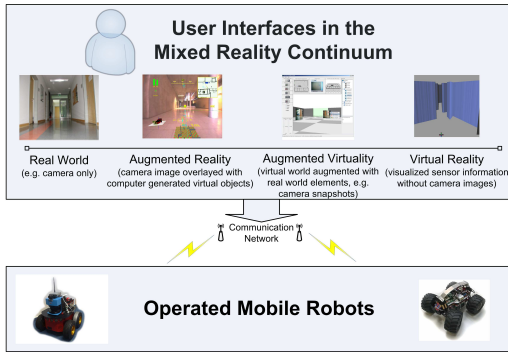 User Interfaces in the
Mixed Reality Continuum
Real World
(e.g. camera only)
Augmented Reality
(camera image overlayed with
computer generated virtual objects)
Augmented Virtuality
(virtual world augmented with
real world elements, e.g.
camera snapshots)
Virtual Reality
(visualized sensor information
without camera images)
Communication
Network
Operated Mobile Robots